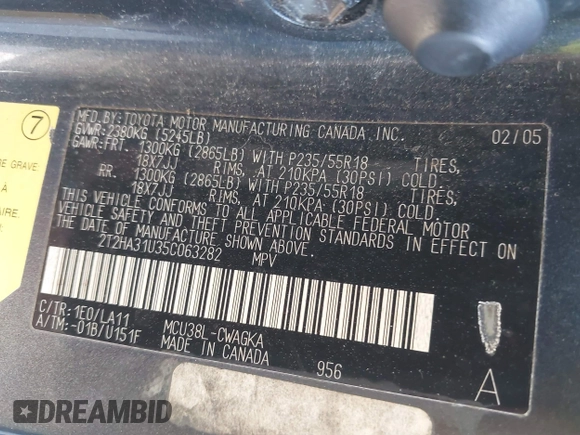 MFD.BY:TOYOTA MOTOR MANUFACTURING CANADA,INC. 02/05
GVWR:2380KG (5245LB)
GAWR:FRT. 1300KG (2865LB) WITH P235/55R18 TIRES,
18X7JJ RIMS, AT 210KPA (30PSI) COLD.
RR. 1300KG (2865LB) WITH P235/55R18 TIRES,
18X7JJ RIMS, AT 210KPA (30PSI) COLD.
THIS VEHICLE CONFORMS TO ALL APPLICABLE FEDERAL MOTOR
VEHICLE SAFETY AND THEFT PREVENTION STANDARDS IN EFFECT ON
THE DATE OF MANUFACTURE SHOWN ABOVE.
2T2HA31U35C063282 MPV
C/TR:1E0/LA11 MCU38L-CWAGKA
A/TM:-01B/U151F MADE IN CANADA 956 A
7
RE GRAVE
À
AIRE
DREAMBID